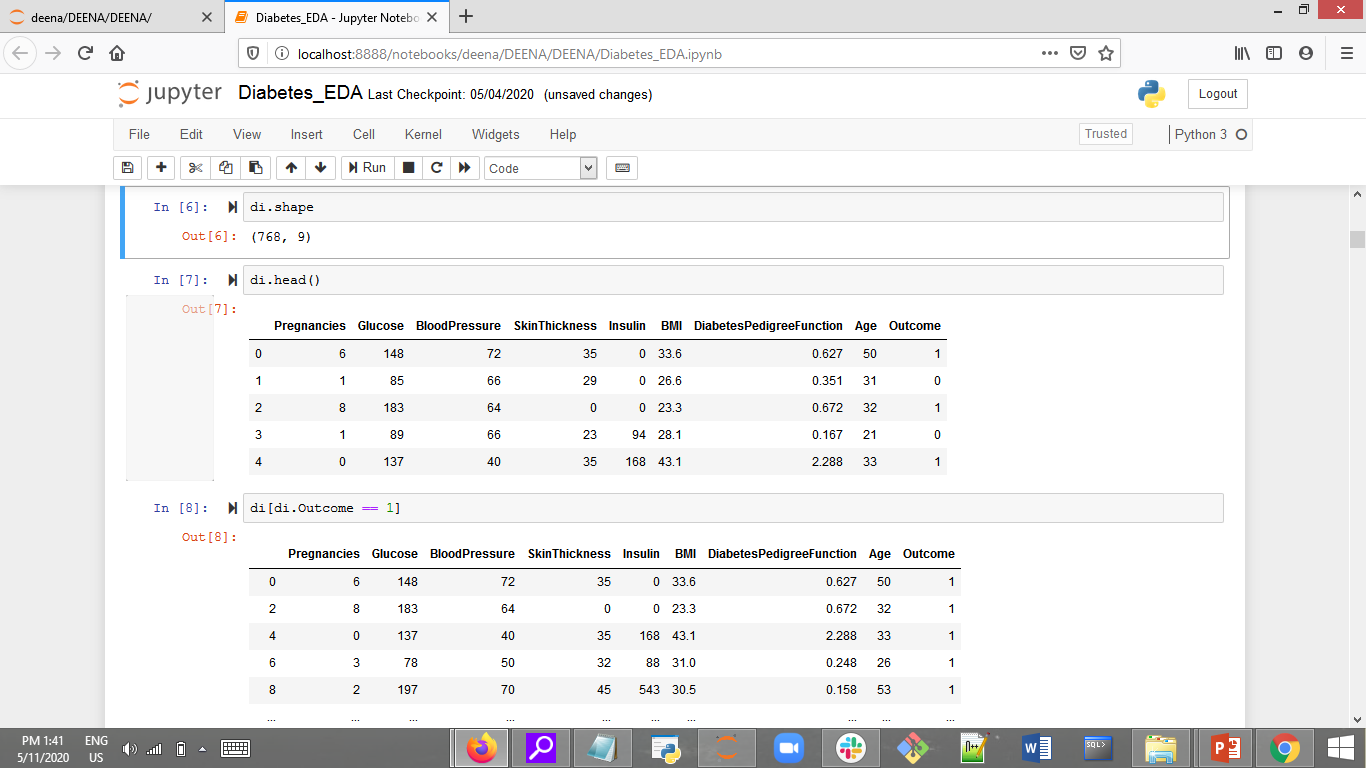 deena/DEENA/DEENA/
Diabetes_EDA - Jupyter Notebo
localhost:8888/notebooks/deena/DEENA/DEENA/Diabetes_EDA.ipynb
jupyter Diabetes_EDA Last Checkpoint: 05/04/2020 (unsaved changes) Logout
File Edit View Insert Cell Kernel Widgets Help Trusted Python 3
Run Code
In [6]: di.shape
Out[6]: (768, 9)
In [7]: di.head()
Out[7]:
Pregnancies Glucose BloodPressure SkinThickness Insulin BMI DiabetesPedigreeFunction Age Outcome
0 6 148 72 35 0 33.6 0.627 50 1
1 1 85 66 29 0 26.6 0.351 31 0
2 8 183 64 0 0 23.3 0.672 32 1
3 1 89 66 23 94 28.1 0.167 21 0
4 0 137 40 35 168 43.1 2.288 33 1
In [8]: di[di.Outcome == 1]
Out[8]:
Pregnancies Glucose BloodPressure SkinThickness Insulin BMI DiabetesPedigreeFunction Age Outcome
0 6 148 72 35 0 33.6 0.627 50 1
2 8 183 64 0 0 23.3 0.672 32 1
4 0 137 40 35 168 43.1 2.288 33 1
6 3 78 50 32 88 31.0 0.248 26 1
8 2 197 70 45 543 30.5 0.158 53 1
... ... ... ... ... ... ... ... ... ...
PM 1:41 ENG
5/11/2020 US
SQL>